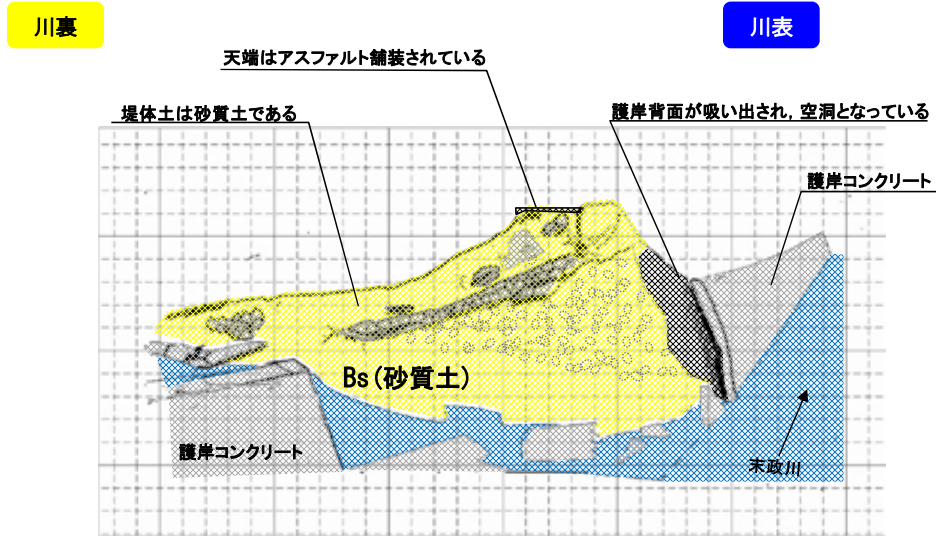 川裏
川表
天端はアスファルト舗装されている
堤体土は砂質土である
護岸背面が吸い出され, 空洞となっている
護岸コンクリート
Bs(砂質土)
護岸コンクリート
末政川